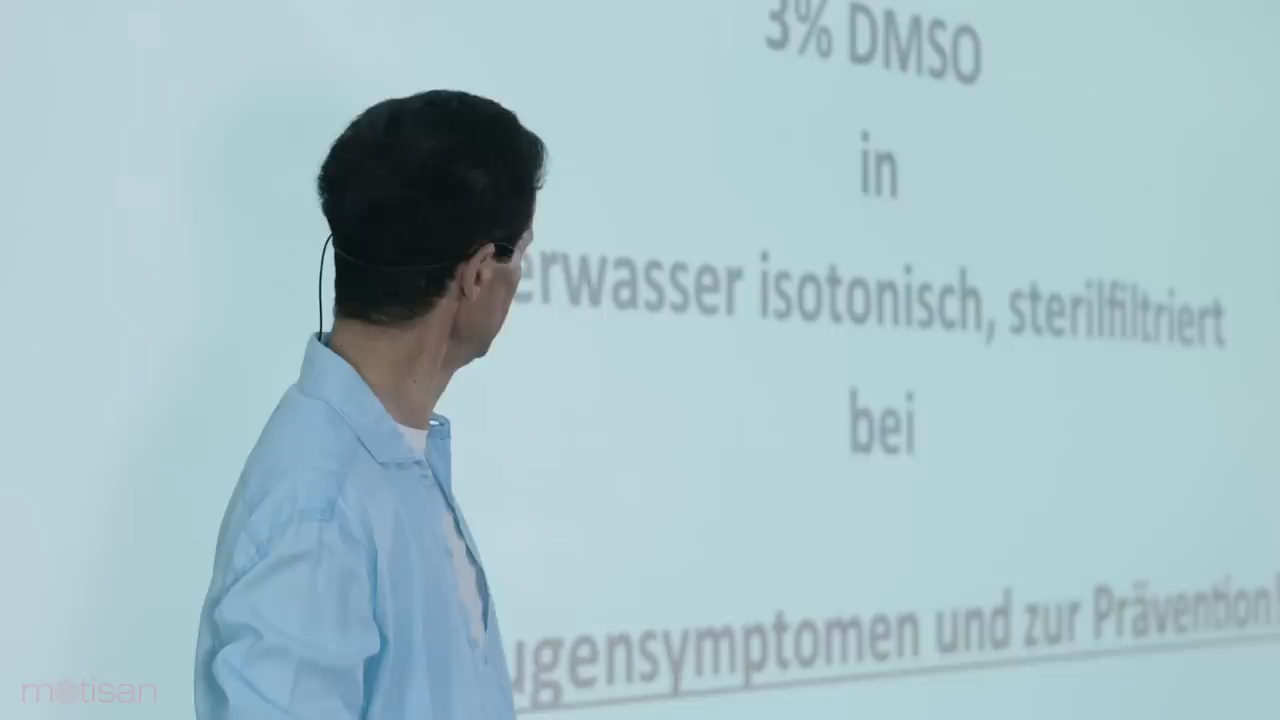 3% DMSO
in
erwasser isotonisch, sterilfiltriert
bei
ugensymptomen und zur Prävention!
motisan